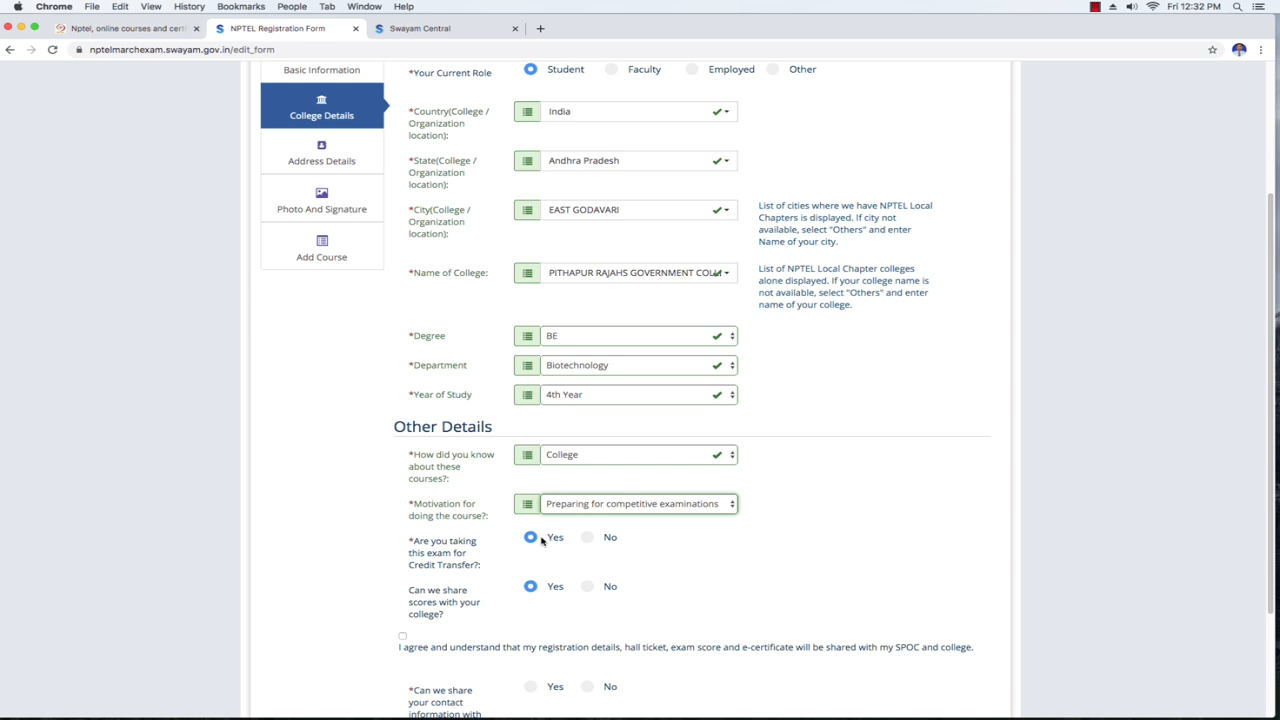 Chrome File Edit View History Bookmarks People Tab Window Help Fri 12:32 PM
Nptel, online courses and cert NPTEL Registration Form Swayam Central
nptelmarchexam.swayam.gov.in/edit_form
Basic Information
College Details
Address Details
Photo And Signature
Add Course
*Your Current Role Student Faculty Employed Other
*Country(College /
Organization
location):
India
*State(College /
Organization
location):
Andhra Pradesh
*City(College /
Organization
location):
EAST GODAVARI
List of cities where we have NPTEL Local
Chapters is displayed. If city not
available, select "Others" and enter
Name of your city.
*Name of College: PITHAPUR RAJAHS GOVERNMENT
List of NPTEL Local Chapter colleges
alone displayed. If your college name is
not available, select "Others" and enter
name of your college.
*Degree BE
*Department Biotechnology
*Year of Study 4th Year
Other Details
*How did you know
about these
courses?:
College
*Motivation for
doing the course?:
Preparing for competitive examinations
*Are you taking
this exam for
Credit Transfer?:
Yes No
Can we share
scores with your
college?
Yes No
I agree and understand that my registration details, hall ticket, exam score and e-certificate will be shared with my SPOC and college.
*Can we share
your contact
information with
Yes No